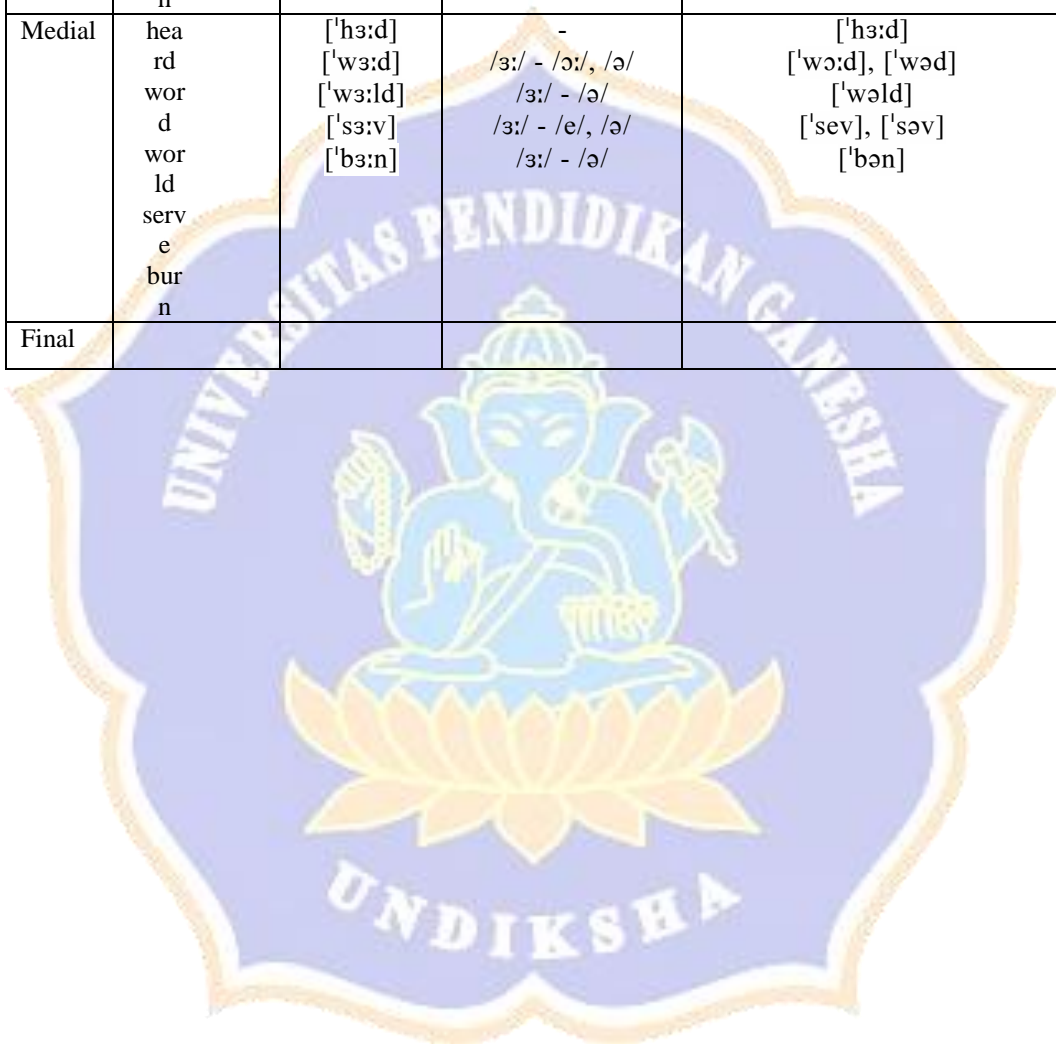 n
Medial hea [ˈhɜːd] - [ˈhɜːd]
rd [ˈwɜːd] /ɜː/ - /ɔː/, /ə/ [ˈwɔːd], [ˈwəd]
wor [ˈwɜːld] /ɜː/ - /ə/ [ˈwəld]
d [ˈsɜːv] /ɜː/ - /e/, /ə/ [ˈsev], [ˈsəv]
wor [ˈbɜːn] /ɜː/ - /ə/ [ˈbən]
ld
serv
e
bur
n
Final
UNIVERSITAS PENDIDIKAN GANESHA
UNDIKSHA